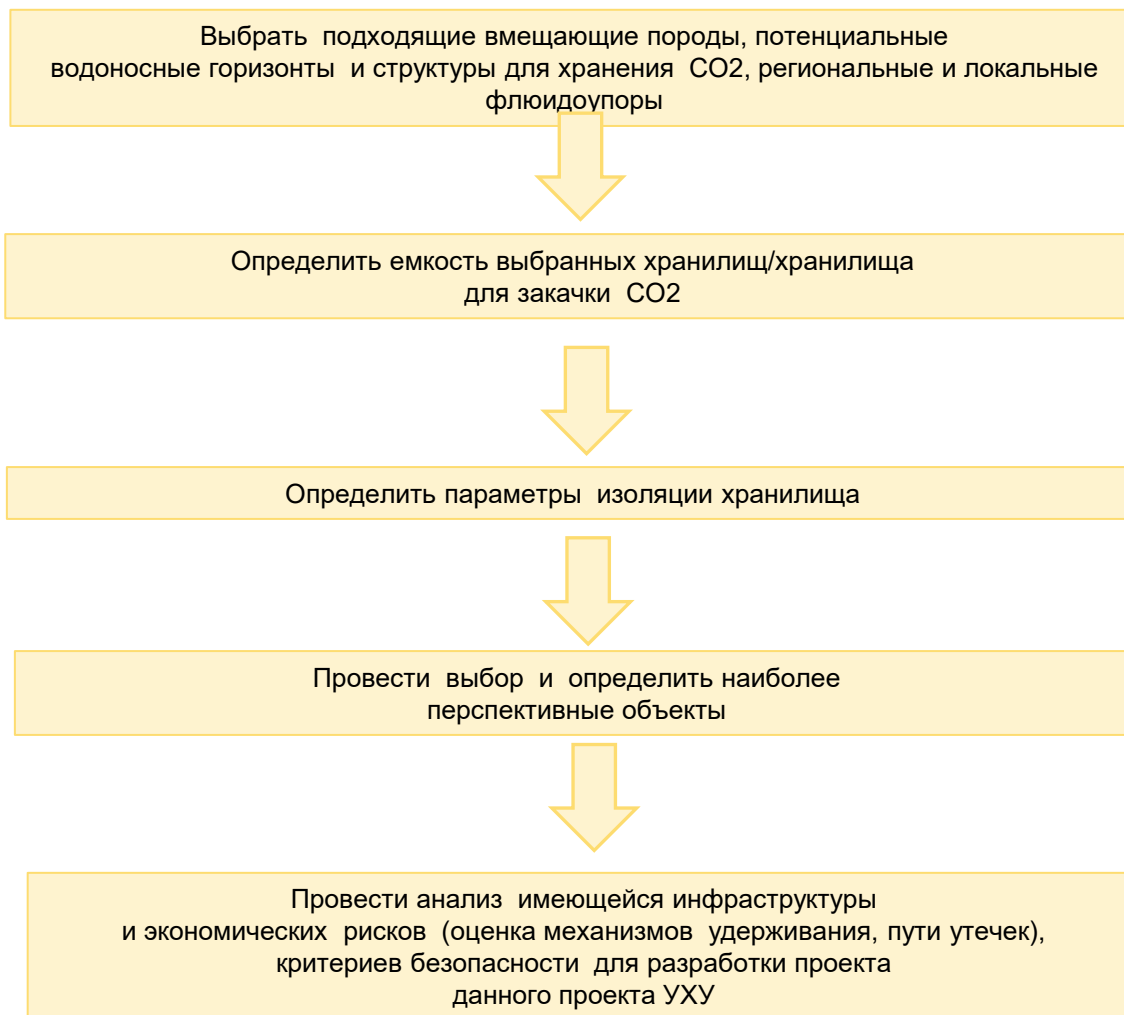 Выбрать подходящие вмещающие породы, потенциальные
водоносные горизонты и структуры для хранения СО2, региональные и локальные
флюидоупоры
Определить емкость выбранных хранилищ/хранилища
для закачки СО2
Определить параметры изоляции хранилища
Провести выбор и определить наиболее
перспективные объекты
Провести анализ имеющейся инфраструктуры
и экономических рисков (оценка механизмов удерживания, пути утечек),
критериев безопасности для разработки проекта
данного проекта УХУ